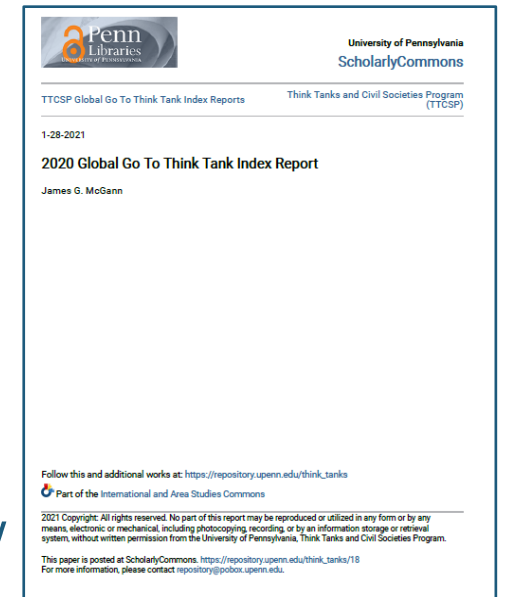 Penn
Libraries
UNIVERSITY OF PENNSYLVANIA
University of Pennsylvania
ScholarlyCommons
TTCSP Global Go To Think Tank Index Reports
Think Tanks and Civil Societies Program
(TTCSP)
1-28-2021
2020 Global Go To Think Tank Index Report
James G. McGann
Follow this and additional works at: https://repository.upenn.edu/think_tanks
Part of the International and Area Studies Commons
2021 Copyright: All rights reserved. No part of this report may be reproduced or utilized in any form or by any
means, electronic or mechanical, including photocopying, recording, or by an information storage or retrieval
system, without written permission from the University of Pennsylvania, Think Tanks and Civil Societies Program.
This paper is posted at ScholarlyCommons. https://repository.upenn.edu/think_tanks/18
For more information, please contact repository@pobox.upenn.edu.